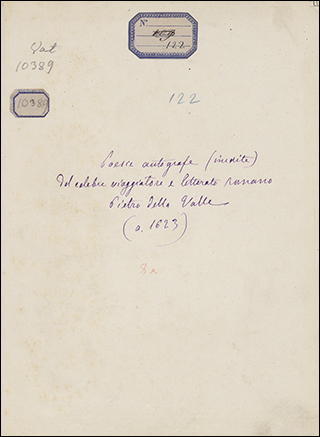 N.º
122
Vat
10389
10389
122
Poesie autografe (inedite)
del celebre viaggiatore e letterato romano
Pietro della Valle
(a. 1623)